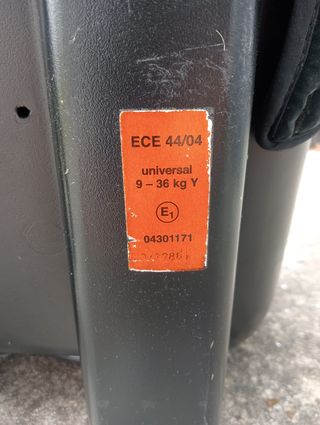 ECE 44/04
universal
9 – 36 kg Y
E1
04301171